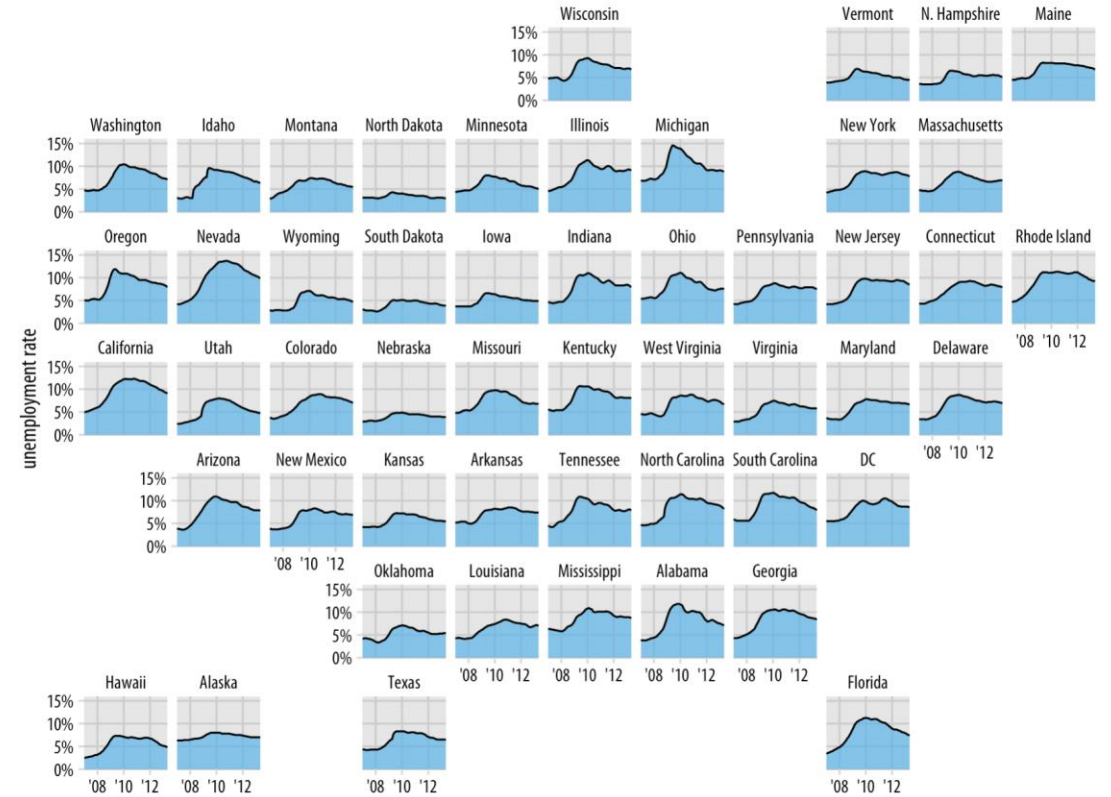 Wisconsin Vermont N. Hampshire Maine
15%
10%
5%
0%
Washington Idaho Montana North Dakota Minnesota Illinois Michigan New York Massachusetts
15%
10%
5%
0%
Oregon Nevada Wyoming South Dakota Iowa Indiana Ohio Pennsylvania New Jersey Connecticut Rhode Island
15%
10%
5%
0%
'08 '10 '12
unemployment rate
California Utah Colorado Nebraska Missouri Kentucky West Virginia Virginia Maryland Delaware
15%
10%
5%
0%
'08 '10 '12
Arizona New Mexico Kansas Arkansas Tennessee North Carolina South Carolina DC
15%
10%
5%
0%
'08 '10 '12
Oklahoma Louisiana Mississippi Alabama Georgia
15%
10%
5%
0%
'08 '10 '12 '08 '10 '12 '08 '10 '12 '08 '10 '12
Hawaii Alaska Texas Florida
15%
10%
5%
0%
'08 '10 '12 '08 '10 '12 '08 '10 '12 '08 '10 '12